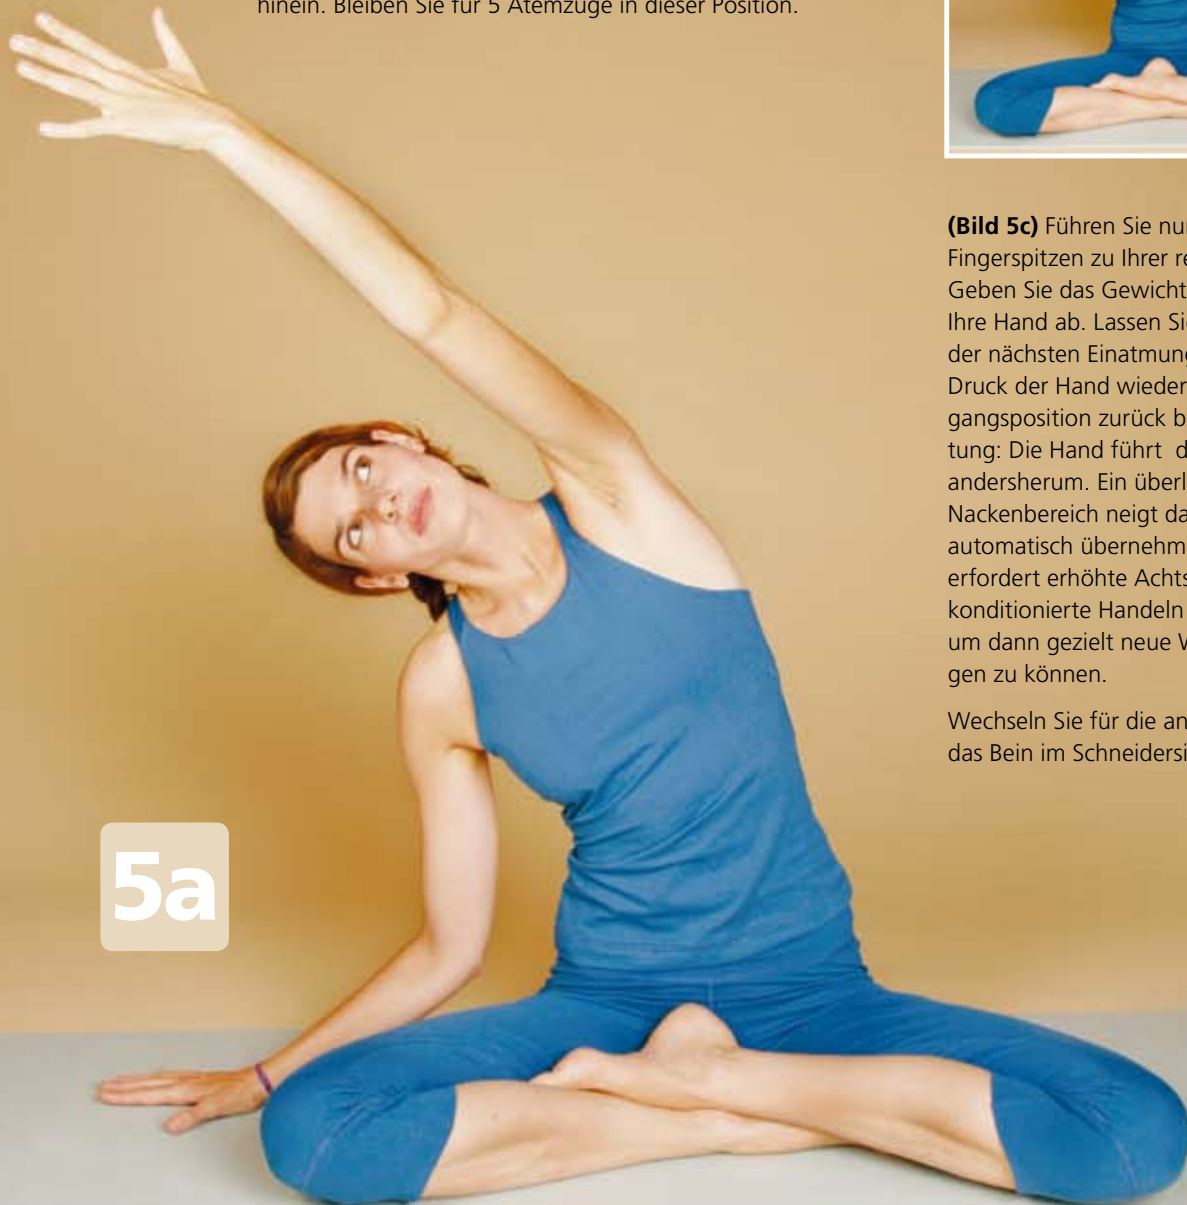 hinein. Bleiben Sie für 5 Atemzüge in dieser Position.
(Bild 5c) Führen Sie nur
Fingerspitzen zu Ihrer re
Geben Sie das Gewicht
Ihre Hand ab. Lassen Sie
der nächsten Einatmung
Druck der Hand wieder
gangsposition zurück b
tung: Die Hand führt d
andersherum. Ein überl
Nackenbereich neigt da
automatisch übernehm
erfordert erhöhte Achts
konditionierte Handeln
um dann gezielt neue W
gen zu können.
Wechseln Sie für die an
das Bein im Schneidersi
5a